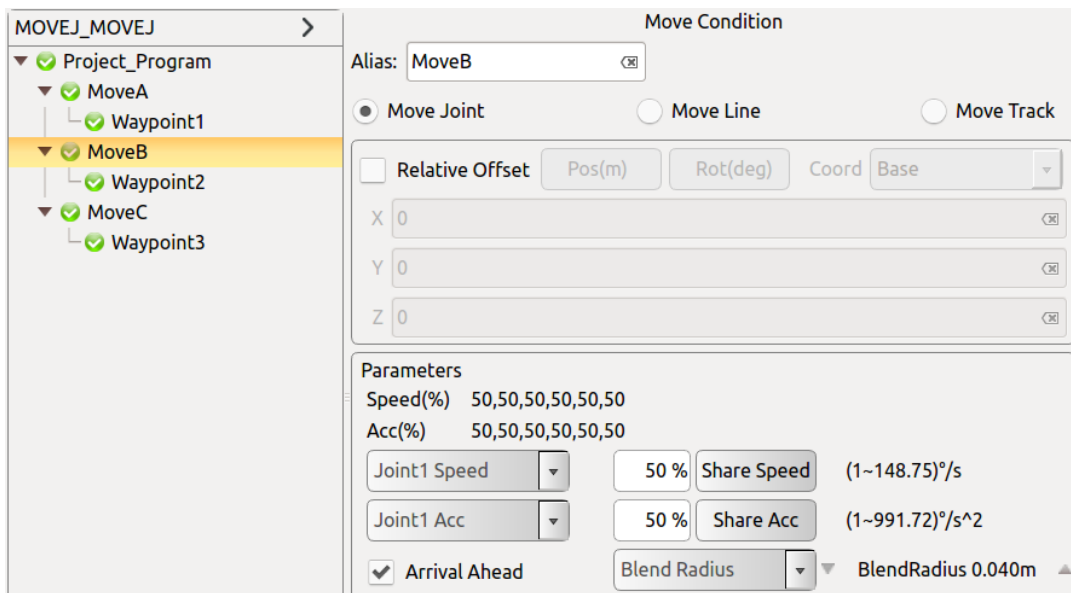 MOVEJ_MOVEJ
Project_Program
MoveA
Waypoint1
MoveB
Waypoint2
MoveC
Waypoint3
Move Condition
Alias: MoveB
Move Joint Move Line Move Track
Relative Offset Pos(m) Rot(deg) Coord Base
X 0
Y 0
Z 0
Parameters
Speed(%) 50,50,50,50,50,50
Acc(%) 50,50,50,50,50,50
Joint1 Speed 50 % Share Speed (1~148.75)°/s
Joint1 Acc 50 % Share Acc (1~991.72)°/s^2
Arrival Ahead Blend Radius BlendRadius 0.040m